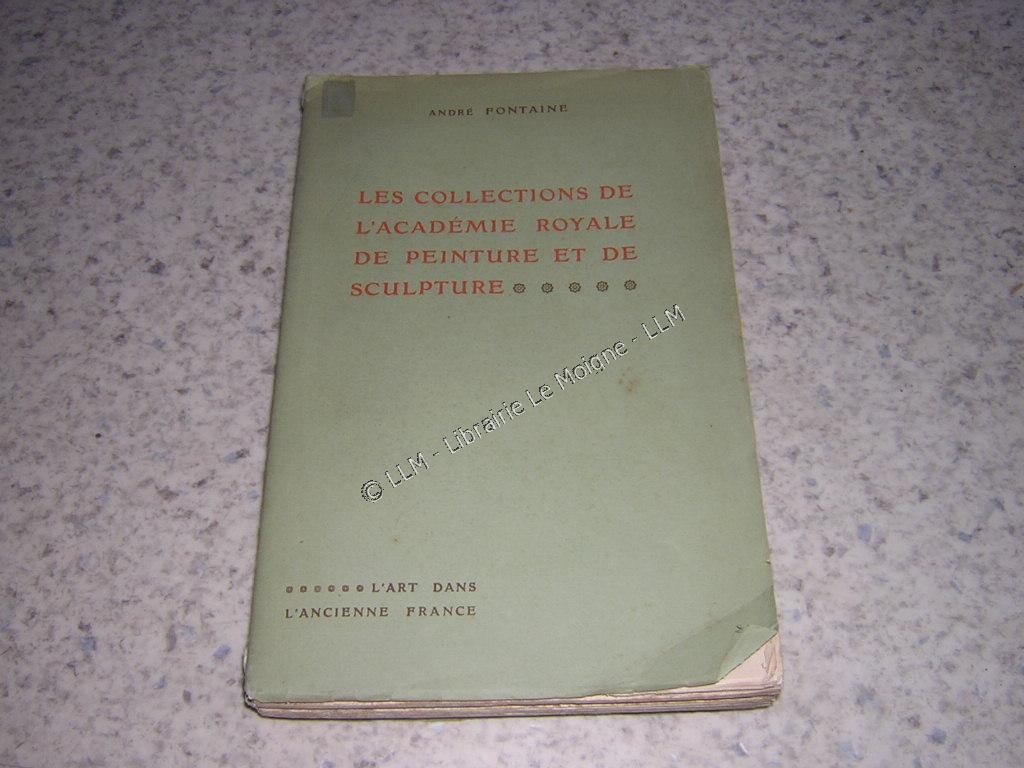 ANDRÉ FONTAINE
LES COLLECTIONS DE
L'ACADÉMIE ROYALE
DE PEINTURE ET DE
SCULPTURE
© LLM - Librairie Le Moigne - LLM
L'ART DANS
L'ANCIENNE FRANCE